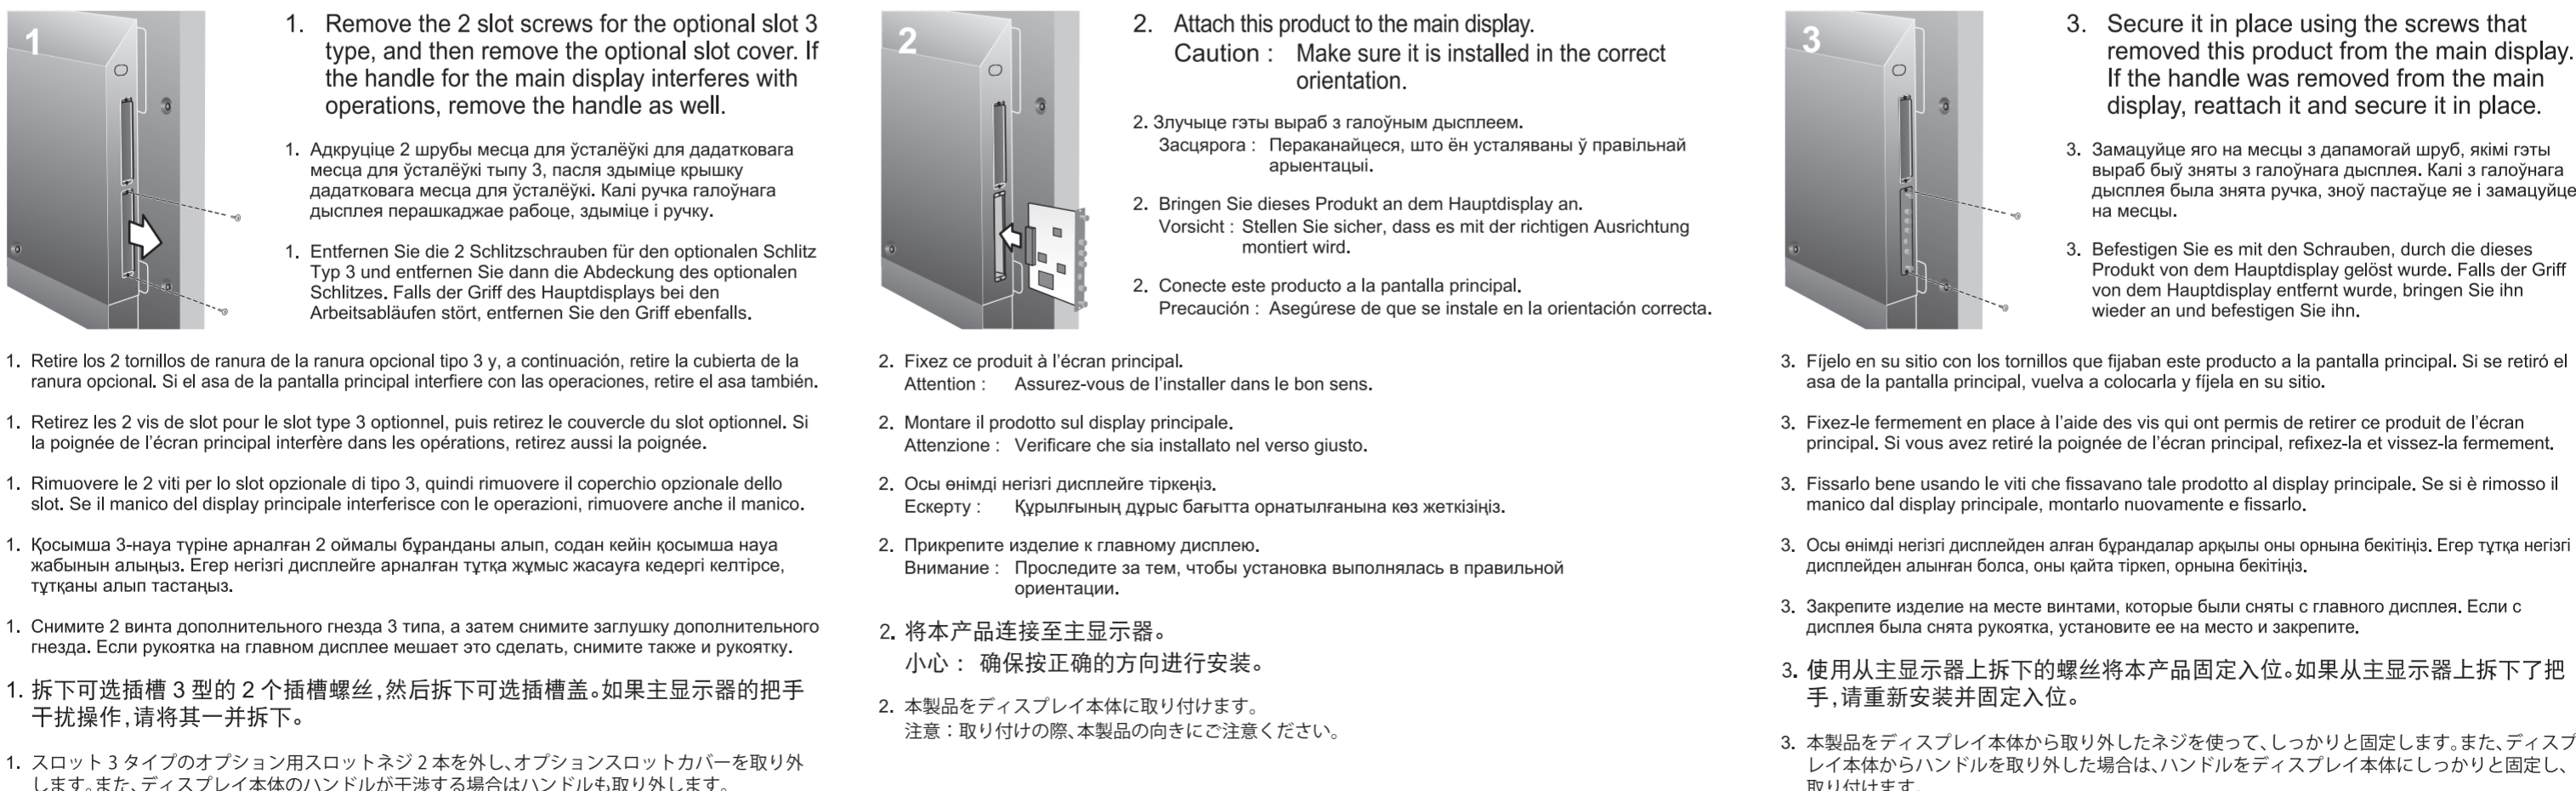 1
1. Remove the 2 slot screws for the optional slot 3
type, and then remove the optional slot cover. If
the handle for the main display interferes with
operations, remove the handle as well.
1. Адкруціце 2 шрубы месца для ўсталёўкі для дадатковага
месца для ўсталёўкі тыпу 3, пасля здыміце крышку
дадатковага месца для ўсталёўкі. Калі ручка галоўнага
дысплея перашкаджае рабоце, здыміце і ручку.
1. Entfernen Sie die 2 Schlitzschrauben für den optionalen Schlitz
Typ 3 und entfernen Sie dann die Abdeckung des optionalen
Schlitzes. Falls der Griff des Hauptdisplays bei den
Arbeitsabläufen stört, entfernen Sie den Griff ebenfalls.
1. Retire los 2 tornillos de ranura de la ranura opcional tipo 3 y, a continuación, retire la cubierta de la
ranura opcional. Si el asa de la pantalla principal interfiere con las operaciones, retire el asa también.
1. Retirez les 2 vis de slot pour le slot type 3 optionnel, puis retirez le couvercle du slot optionnel. Si
la poignée de l'écran principal interfère dans les opérations, retirez aussi la poignée.
1. Rimuovere le 2 viti per lo slot opzionale di tipo 3, quindi rimuovere il coperchio opzionale dello
slot. Se il manico del display principale interferisce con le operazioni, rimuovere anche il manico.
1. Қосымша 3-науа түріне арналған 2 оймалы бұранданы алып, содан кейін қосымша науа
жабынын алыңыз. Егер негізгі дисплейге арналған тұтқа жұмыс жасауға кедергі келтірсе,
тұтқаны алып тастаңыз.
1. Снимите 2 винта дополнительного гнезда 3 типа, а затем снимите заглушку дополнительного
гнезда. Если рукоятка на главном дисплее мешает это сделать, снимите также и рукоятку.
1. 拆下可选插槽 3 型的 2 个插槽螺丝,然后拆下可选插槽盖。如果主显示器的把手
干扰操作,请将其一并拆下。
1. スロット 3 タイプのオプション用スロットネジ 2 本を外し、オプションスロットカバーを取り外
します。また、ディスプレイ本体のハンドルが干渉する場合はハンドルも取り外します。
2
2. Attach this product to the main display.
Caution : Make sure it is installed in the correct
orientation.
2. Злучыце гэты выраб з галоўным дысплеем.
Засцярога : Пераканайцеся, што ён усталяваны ў правільнай
арыентацыі.
2. Bringen Sie dieses Produkt an dem Hauptdisplay an.
Vorsicht : Stellen Sie sicher, dass es mit der richtigen Ausrichtung
montiert wird.
2. Conecte este producto a la pantalla principal.
Precaución : Asegúrese de que se instale en la orientación correcta.
2. Fixez ce produit à l'écran principal.
Attention : Assurez-vous de l'installer dans le bon sens.
2. Montare il prodotto sul display principale.
Attenzione : Verificare che sia installato nel verso giusto.
2. Осы өнімді негізгі дисплейге тіркеңіз.
Ескерту : Құрылғының дұрыс бағытта орнатылғанына көз жеткізіңіз.
2. Прикрепите изделие к главному дисплею.
Внимание : Проследите за тем, чтобы установка выполнялась в правильной
ориентации.
2. 将本产品连接至主显示器。
小心 : 确保按正确的方向进行安装。
2. 本製品をディスプレイ本体に取り付けます。
注意：取り付けの際、本製品の向きにご注意ください。
3
3. Secure it in place using the screws that
removed this product from the main display.
If the handle was removed from the main
display, reattach it and secure it in place.
3. Замацуйце яго на месцы з дапамогай шруб, якімі гэты
выраб быў зняты з галоўнага дысплея. Калі з галоўнага
дысплея была знята ручка, зноў пастаўце яе і замацуйце
на месцы.
3. Befestigen Sie es mit den Schrauben, durch die dieses
Produkt von dem Hauptdisplay gelöst wurde. Falls der Griff
von dem Hauptdisplay entfernt wurde, bringen Sie ihn
wieder an und befestigen Sie ihn.
3. Fíjelo en su sitio con los tornillos que fijaban este producto a la pantalla principal. Si se retiró el
asa de la pantalla principal, vuelva a colocarla y fíjela en su sitio.
3. Fixez-le fermement en place à l'aide des vis qui ont permis de retirer ce produit de l'écran
principal. Si vous avez retiré la poignée de l'écran principal, refixez-la et vissez-la fermement.
3. Fissarlo bene usando le viti che fissavano tale prodotto al display principale. Se si è rimosso il
manico dal display principale, montarlo nuovamente e fissarlo.
3. Осы өнімді негізгі дисплейден алған бұрандалар арқылы оны орнына бекітіңіз. Егер тұтқа негізгі
дисплейден алынған болса, оны қайта тіркеп, орнына бекітіңіз.
3. Закрепите изделие на месте винтами, которые были сняты с главного дисплея. Если с
дисплея была снята рукоятка, установите ее на место и закрепите.
3. 使用从主显示器上拆下的螺丝将本产品固定入位。如果从主显示器上拆下了把
手,请重新安装并固定入位。
3. 本製品をディスプレイ本体から取り外したネジを使って、しっかりと固定します。また、ディスプ
レイ本体からハンドルを取り外した場合は、ハンドルをディスプレイ本体にしっかりと固定し、
取り付けます。